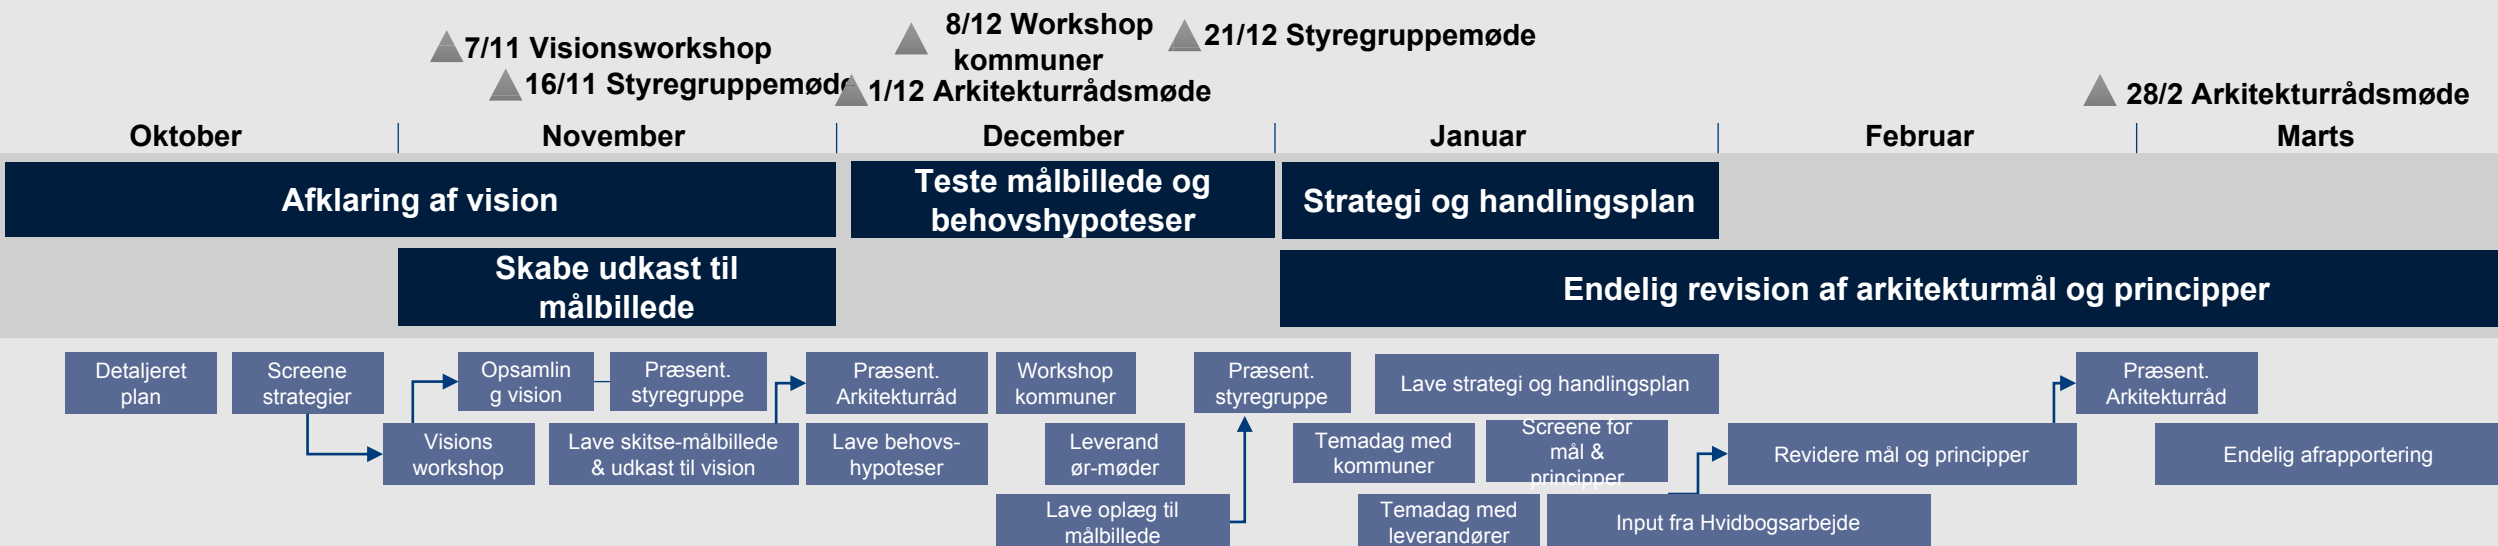 8/12 Workshop
kommuner
21/12 Styregruppemøde
7/11 Visionsworkshop
16/11 Styregruppemøde
1/12 Arkitekturrådsmøde
28/2 Arkitekturrådsmøde
Oktober
November
December
Januar
Februar
Marts
Afklaring af vision
Teste målbillede og
behovshypoteser
Strategi og handlingsplan
Skabe udkast til
målbillede
Endelig revision af arkitekturmål og principper
Detaljeret
plan
Screene
strategier
Opsamlin
g vision
Præsent.
styregruppe
Præsent.
Arkitekturråd
Workshop
kommuner
Præsent.
styregruppe
Lave strategi og handlingsplan
Præsent.
Arkitekturråd
Visions
workshop
Lave skitse-målbillede
& udkast til vision
Lave behovs-
hypoteser
Leverand
ør-møder
Temadag med
kommuner
Screene for
mål &
principper
Revidere mål og principper
Endelig afrapportering
Lave oplæg til
målbillede
Temadag med
leverandører
Input fra Hvidbogsarbejde